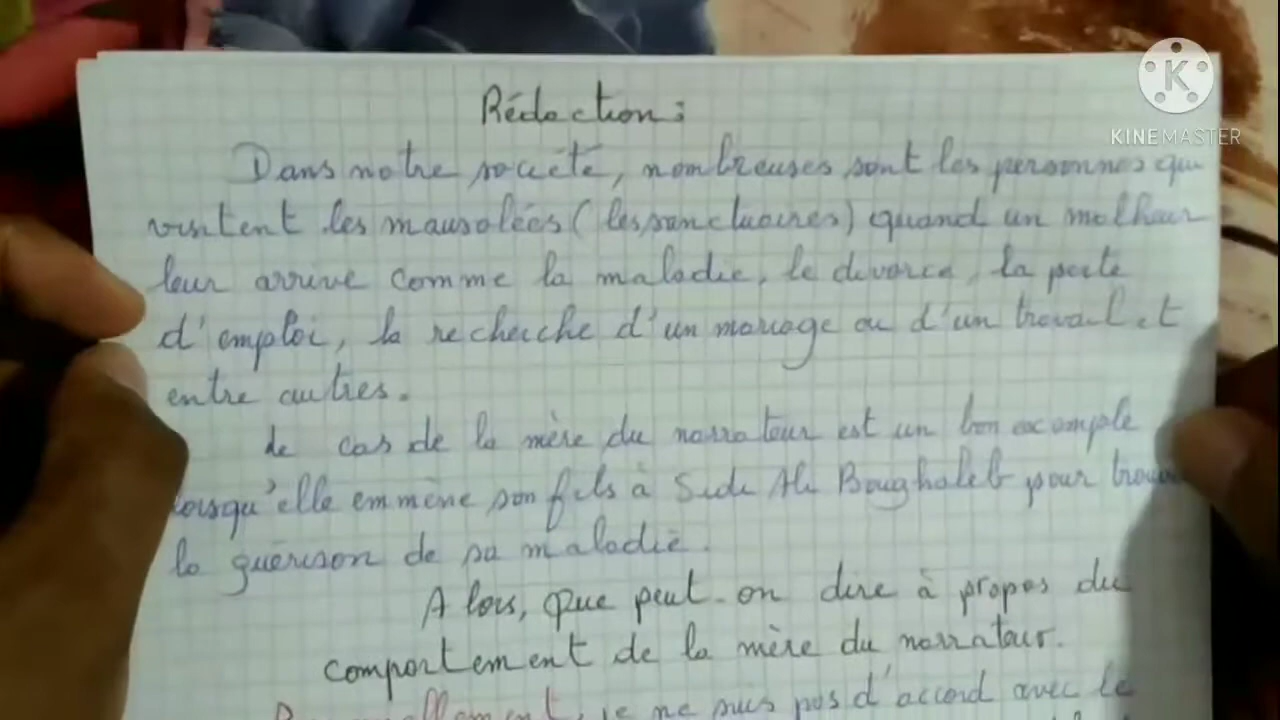 Rédaction:
Dans notre société, nombreuses sont les personnes qui
visitent les mausolées (les sanctuaires) quand un malheur
leur arrive comme la maladie, le divorce, la perte
d'emploi, la recherche d'un mariage ou d'un travail et
entre autres.
Le cas de la mère du narrateur est un bon exemple
lorsqu'elle emmène son fils à Sidi Ali Boughaleb pour
la guérison de sa maladie.
Alors, que peut-on dire à propos du
comportement de la mère du narrateur.
Personnellement, je ne suis pas d'accord avec le
KINEMASTER